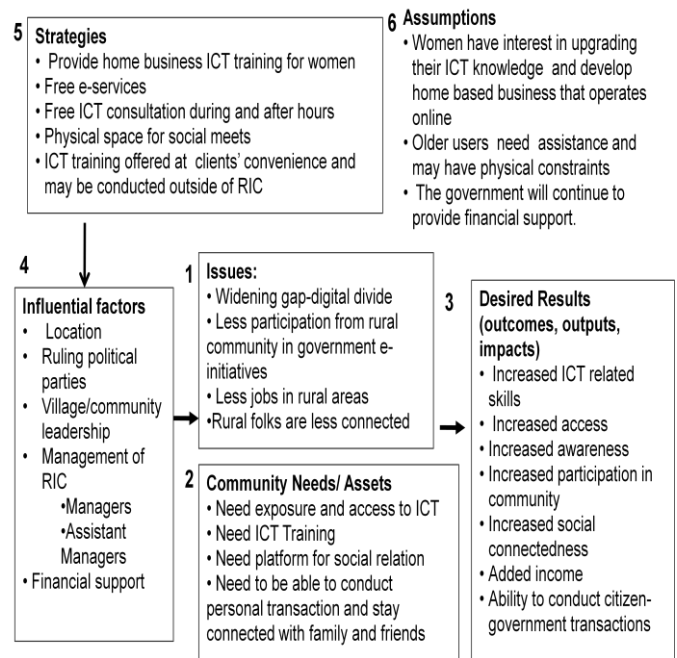 5 Strategies
• Provide home business ICT training for women
• Free e-services
• Free ICT consultation during and after hours
• Physical space for social meets
• ICT training offered at clients' convenience and
may be conducted outside of RIC
6 Assumptions
• Women have interest in upgrading
their ICT knowledge and develop
home based business that operates
online
• Older users need assistance and
may have physical constraints
• The government will continue to
provide financial support.
4
Influential factors
• Location
• Ruling political
parties
• Village/community
leadership
• Management of
RIC
•Managers
•Assistant
Managers
• Financial support
1 Issues:
• Widening gap-digital divide
• Less participation from rural
community in government e-
initiatives
• Less jobs in rural areas
•Rural folks are less connected
2 Community Needs/ Assets
• Need exposure and access to ICT
• Need ICT Training
• Need platform for social relation
• Need to be able to conduct
personal transaction and stay
connected with family and friends
3 Desired Results
(outcomes, outputs,
impacts)
• Increased ICT related
skills
• Increased access
• Increased awareness
• Increased participation in
community
• Increased social
connectedness
• Added income
• Ability to conduct citizen-
government transactions